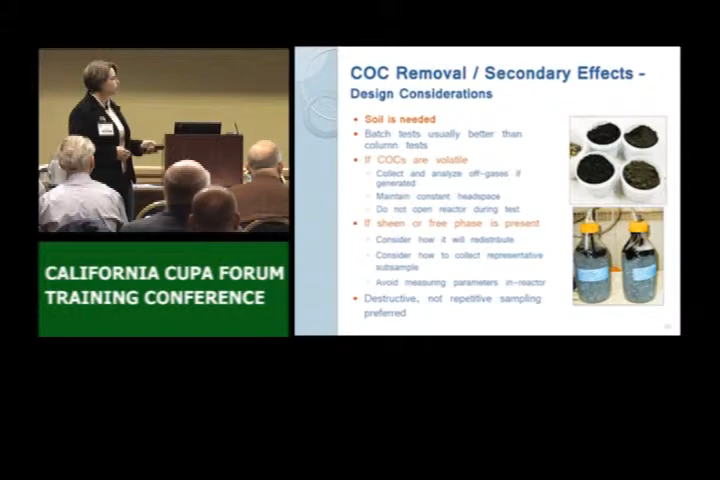 COC Removal / Secondary Effects -
Design Considerations
Soil is needed
Batch tests usually better than
column tests
If COCs are volatile
Collect and analyze off-gases if
generated
Maintain constant headspace
Do not open reactor during test
If sheen or free phase is present
Consider how it will redistribute
Consider how to collect representative
subsample
Avoid measuring parameters in-reactor
Destructive, not repetitive sampling
preferred
CALIFORNIA CUPA FORUM
TRAINING CONFERENCE